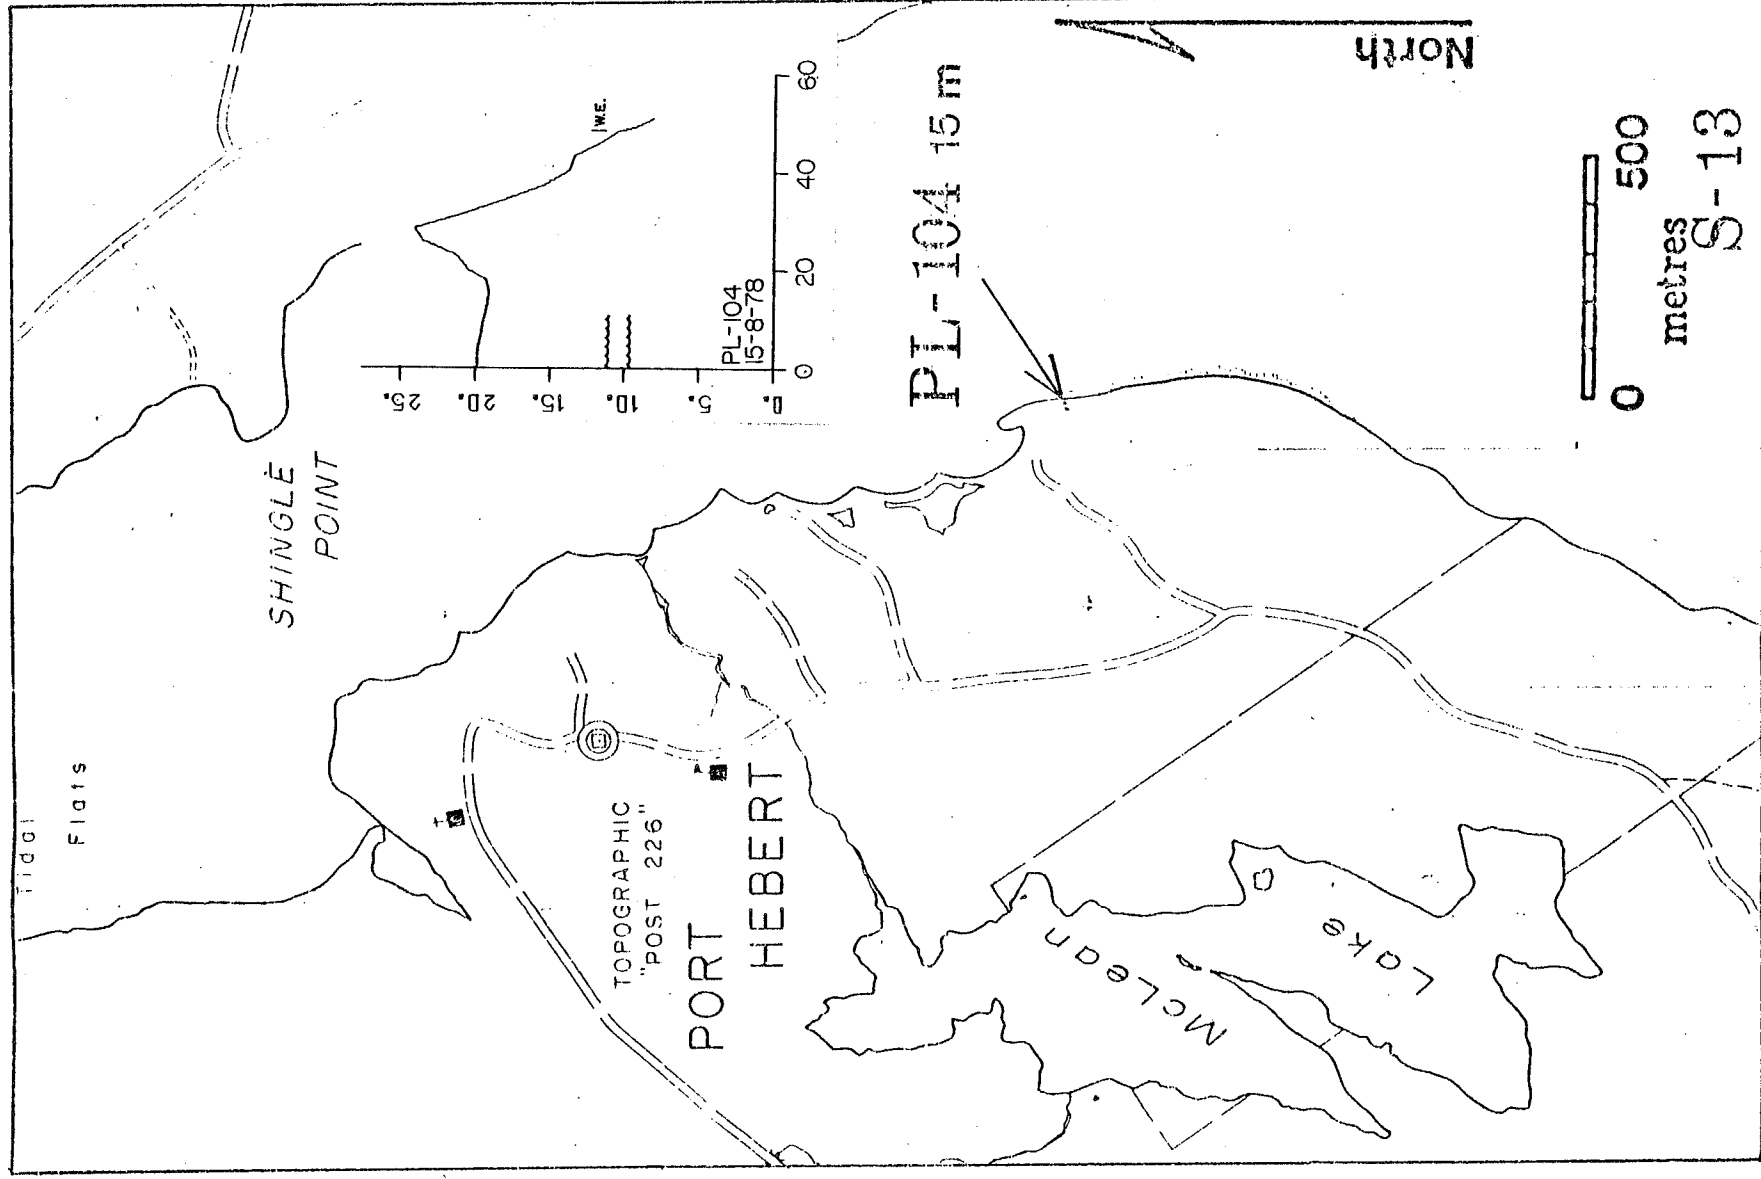 Tidal
Flats
SHINGLE
POINT
TOPOGRAPHIC
"POST 226"
PORT
HEBERT
McLean
Lake
25.
20.
15.
10.
5.
0.
0
20
40
60
W.E.
PL-104
15-8-78
PL-104 15 m
North
0
500
metres
S-13